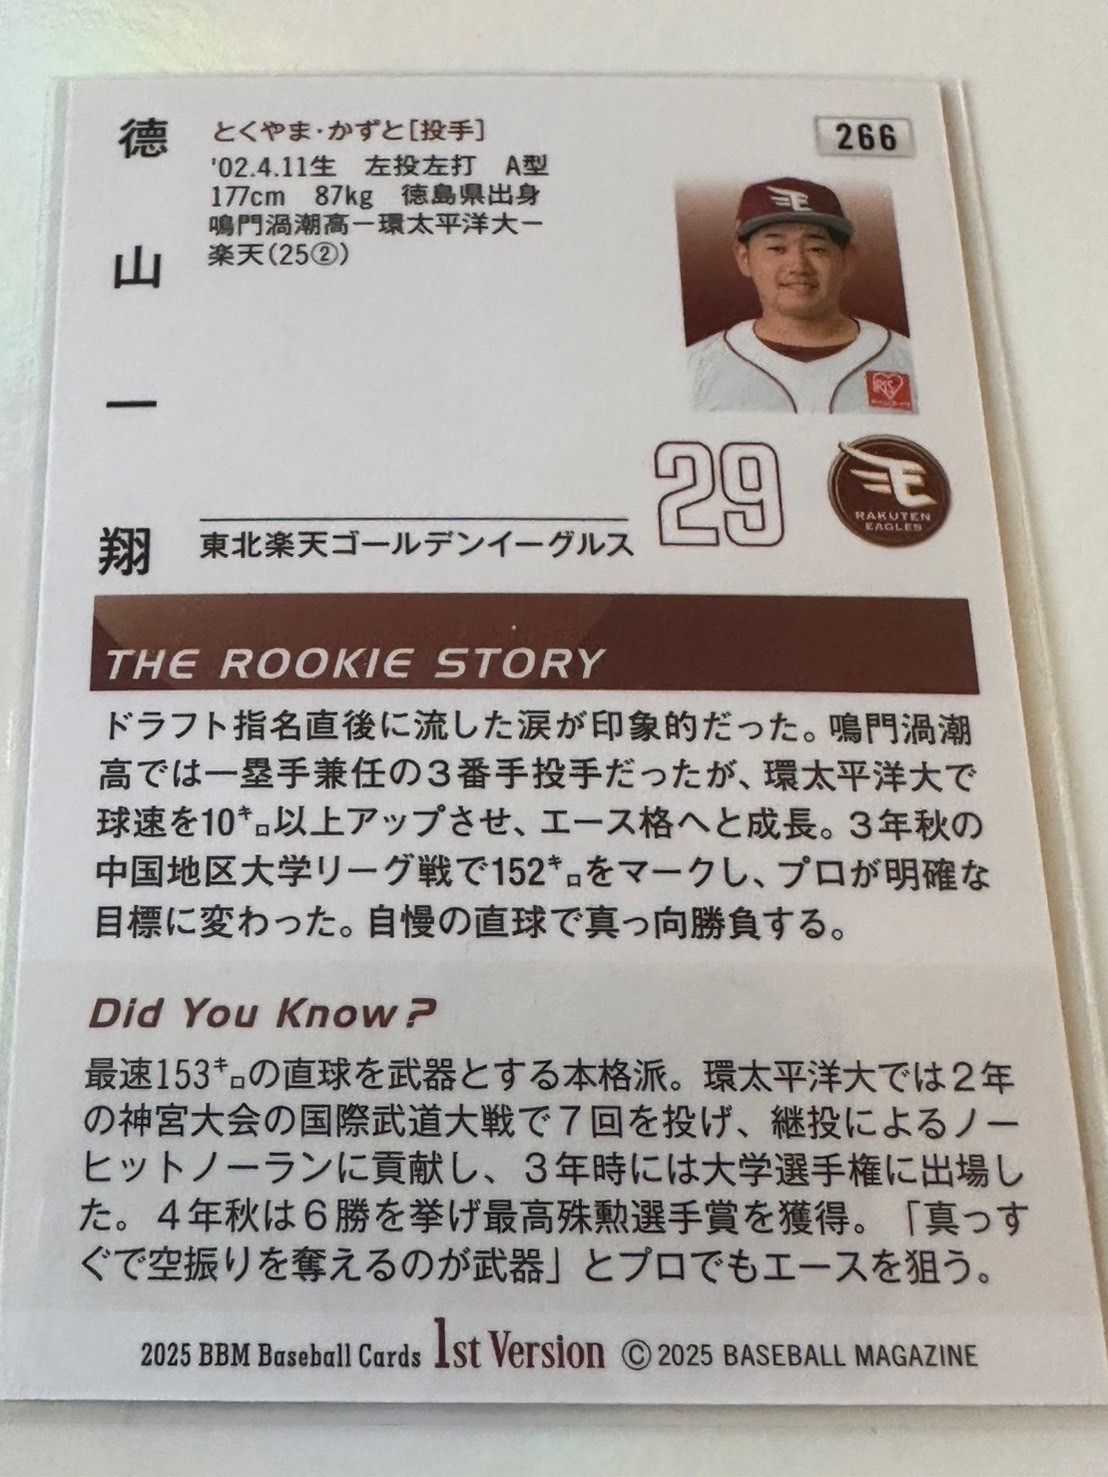 徳山一翔
とくやま・かずと[投手]
'02.4.11生 左投左打 A型
177cm 87kg 徳島県出身
鳴門渦潮高－環太平洋大－
楽天(25②)
266
IRIS
29
東北楽天ゴールデンイーグルス
RAKUTEN
EAGLES
THE ROOKIE STORY
ドラフト指名直後に流した涙が印象的だった。鳴門渦潮
高では一塁手兼任の３番手投手だったが、環太平洋大で
球速を10㌔以上アップさせ、エース格へと成長。３年秋の
中国地区大学リーグ戦で152㌔をマークし、プロが明確な
目標に変わった。自慢の直球で真っ向勝負する。
Did You Know?
最速153㌔の直球を武器とする本格派。環太平洋大では２年
の神宮大会の国際武道大戦で７回を投げ、継投によるノー
ヒットノーランに貢献し、３年時には大学選手権に出場し
た。４年秋は６勝を挙げ最高殊勲選手賞を獲得。「真っす
ぐで空振りを奪えるのが武器」とプロでもエースを狙う。
2025 BBM Baseball Cards 1st Version ©2025 BASEBALL MAGAZINE